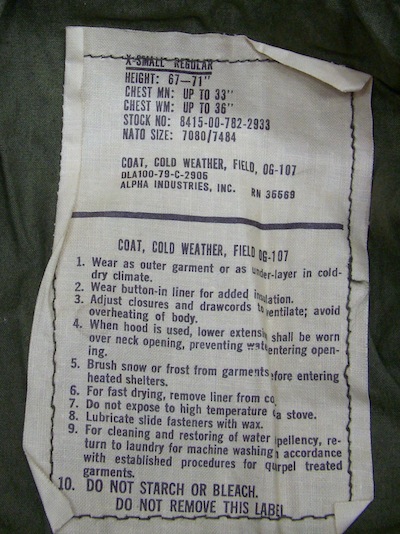 X-SMALL REGULAR
HEIGHT: 67-71"
CHEST MN: UP TO 33"
CHEST WM: UP TO 36"
STOCK NO: 8415-00-782-2933
NATO SIZE: 7080/7484
COAT, COLD WEATHER, FIELD, OG-107
DLA100-79-C-2906
ALPHA INDUSTRIES, INC. RN 35569
COAT, COLD WEATHER, FIELD OG-107
1. Wear as outer garment or as under-layer in cold-
dry climate.
2. Wear button-in liner for added insulation.
3. Adjust closures and drawcords to ventilate; avoid
overheating of body.
4. When hood is used, lower extension shall be worn
over neck opening, preventing water entering open-
ing.
5. Brush snow or frost from garments before entering
heated shelters.
6. For fast drying, remove liner from
7. Do not expose to high temperature a stove.
8. Lubricate slide fasteners with wax.
9. For cleaning and restoring of water repellency, re-
turn to laundry for machine washing in accordance
with established procedures for treated
garments.
10. DO NOT STARCH OR BLEACH.
DO NOT REMOVE THIS LABEL